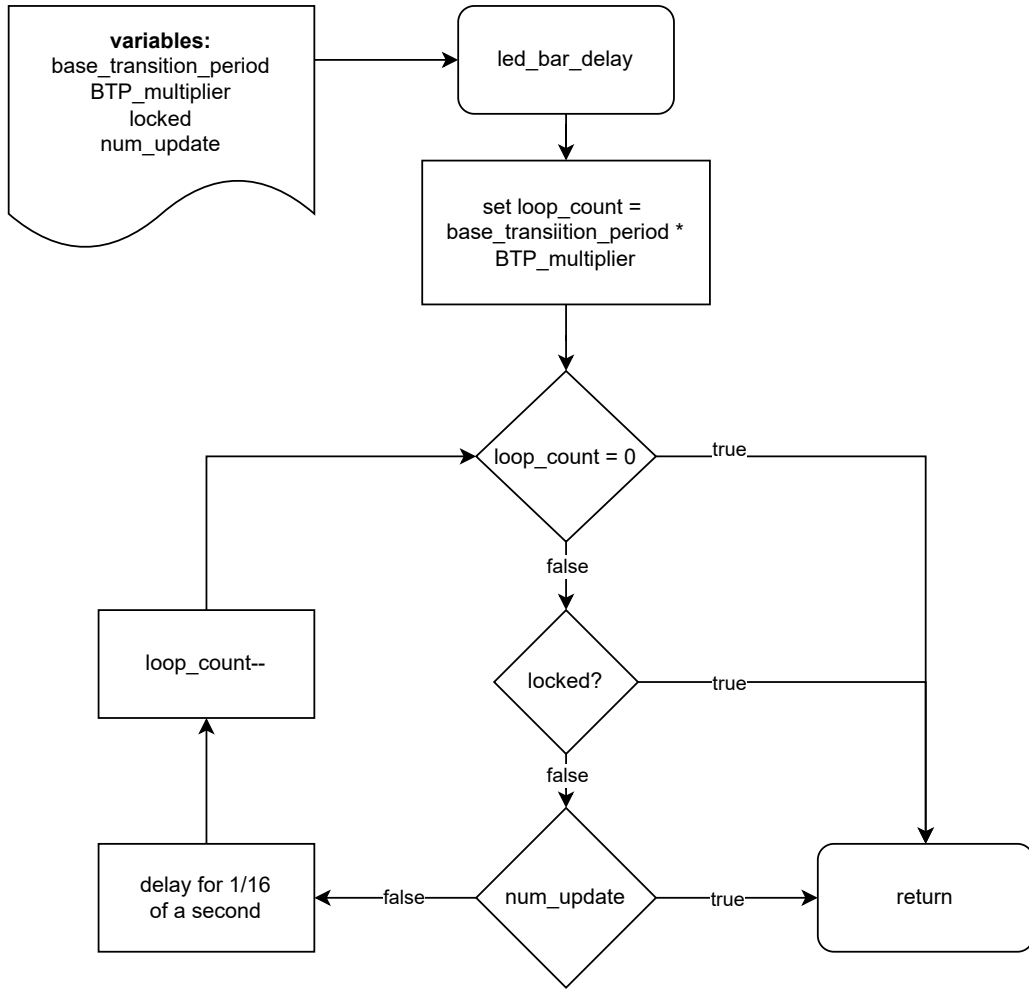 variables:
base_transition_period
BTP_multiplier
locked
num_update
led_bar_delay
set loop_count =
base_transiition_period *
BTP_multiplier
loop_count = 0
true
false
loop_count--
locked?
true
false
delay for 1/16
of a second
false
num_update
true
return